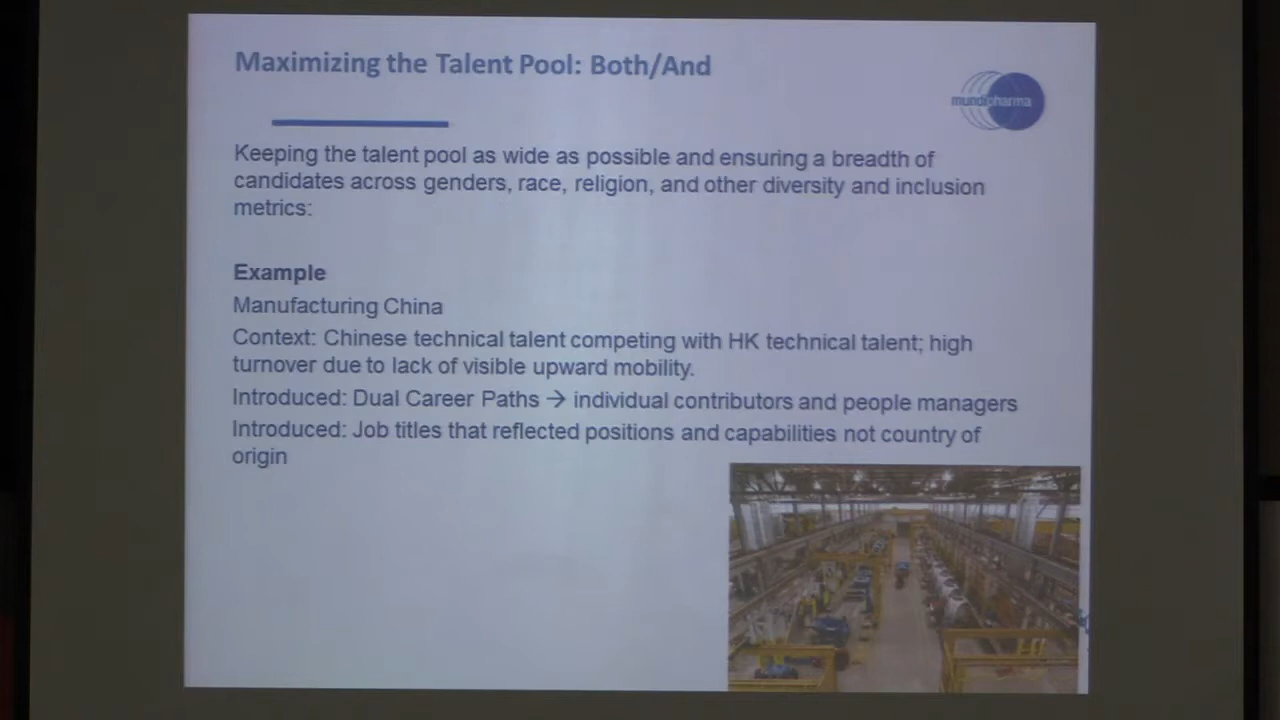 Maximizing the Talent Pool: Both/And
mundipharma
Keeping the talent pool as wide as possible and ensuring a breadth of
candidates across genders, race, religion, and other diversity and inclusion
metrics:
Example
Manufacturing China
Context: Chinese technical talent competing with HK technical talent; high
turnover due to lack of visible upward mobility.
Introduced: Dual Career Paths → individual contributors and people managers
Introduced: Job titles that reflected positions and capabilities not country of
origin